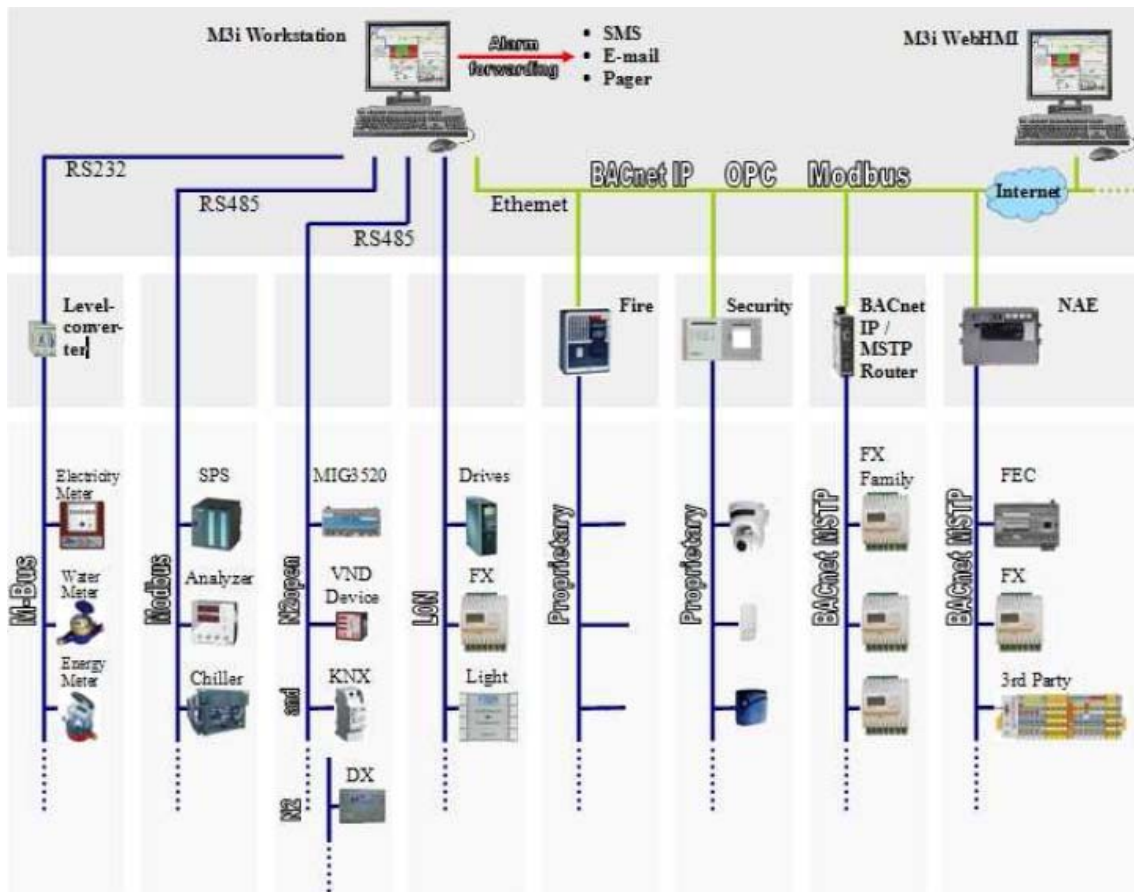 M3i Workstation
Alarm
forwarding
• SMS
• E-mail
• Pager
M3i WebHMI
RS232
RS485
RS485
Ethernet
BACnet IP OPC Modbus
Internet
Level-
conver-
ter
Fire
Security
BACnet
IP /
MSTP
Router
NAE
M-Bus
Electricity
Meter
Water
Meter
Energy
Meter
Modbus
SPS
Analyzer
Chiller
N2open
and
N2
MIG3520
VND
Device
KNX
DX
LON
Drives
FX
Light
Proprietary
Proprietary
BACnet MSTP
FX
Family
BACnet MSTP
FEC
FX
3rd Party